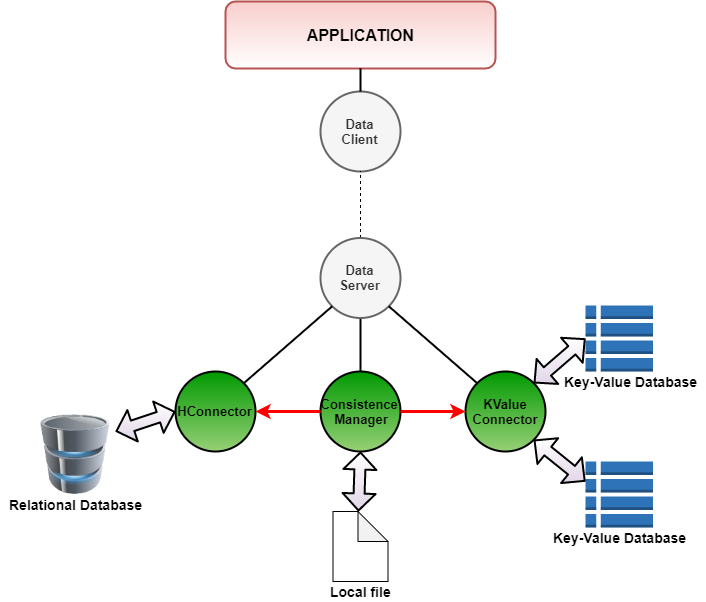 APPLICATION
Data
Client
Data
Server
HConnector
Consistence
Manager
KValue
Connector
Key-Value Database
Relational Database
Key-Value Database
Local file